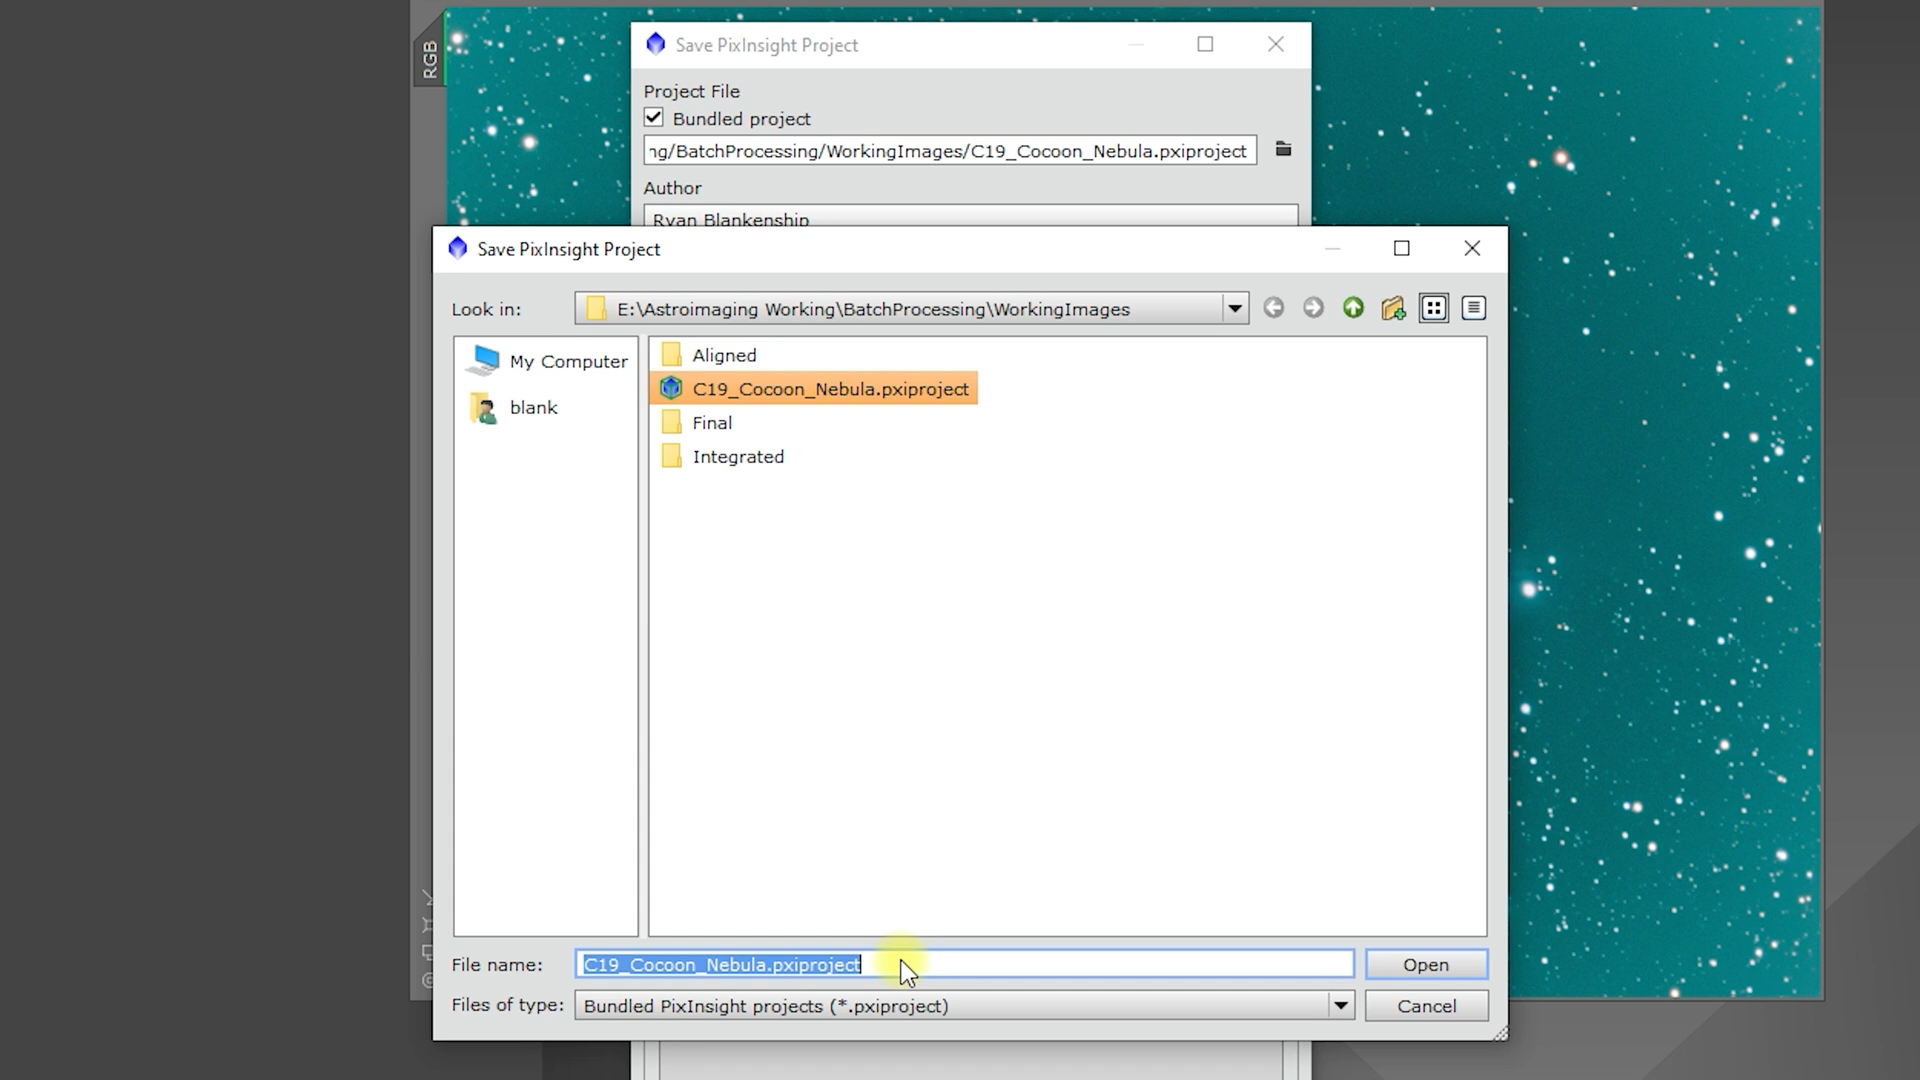 RGB
Save PixInsight Project
Project File
Bundled project
ng/BatchProcessing/WorkingImages/C19_Cocoon_Nebula.pxiproject
Author
Ryan Blankenship
Save PixInsight Project
Look in:
E:\Astroimaging Working\BatchProcessing\WorkingImages
My Computer
blank
Aligned
C19_Cocoon_Nebula.pxiproject
Final
Integrated
File name:
C19_Cocoon_Nebula.pxiproject
Open
Files of type:
Bundled PixInsight projects (*.pxiproject)
Cancel